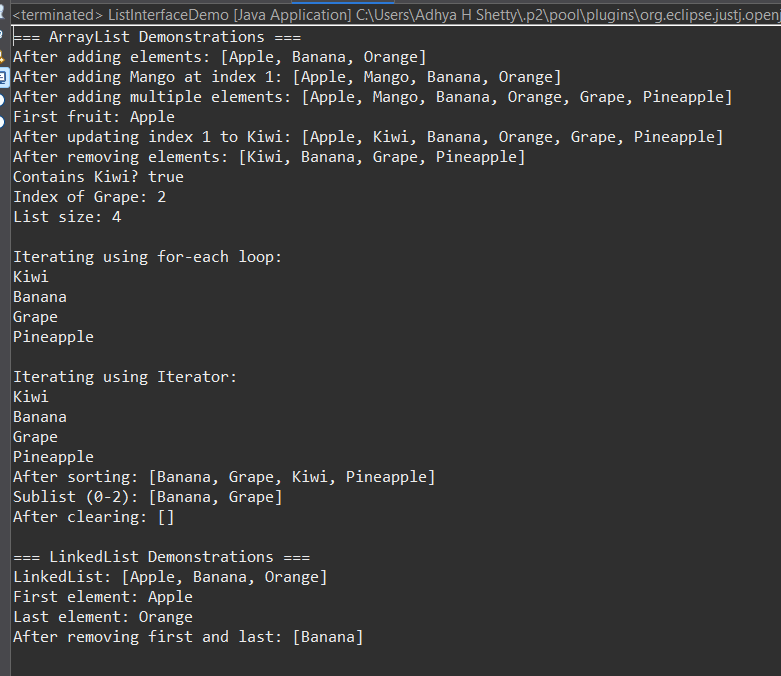 <terminated> ListInterfaceDemo [Java Application] C:\Users\Adhya H Shetty\.p2\pool\plugins\org.eclipse.justj.openj
=== ArrayList Demonstrations ===
After adding elements: [Apple, Banana, Orange]
After adding Mango at index 1: [Apple, Mango, Banana, Orange]
After adding multiple elements: [Apple, Mango, Banana, Orange, Grape, Pineapple]
First fruit: Apple
After updating index 1 to Kiwi: [Apple, Kiwi, Banana, Orange, Grape, Pineapple]
After removing elements: [Kiwi, Banana, Grape, Pineapple]
Contains Kiwi? true
Index of Grape: 2
List size: 4

Iterating using for-each loop:
Kiwi
Banana
Grape
Pineapple

Iterating using Iterator:
Kiwi
Banana
Grape
Pineapple
After sorting: [Banana, Grape, Kiwi, Pineapple]
Sublist (0-2): [Banana, Grape]
After clearing: []

=== LinkedList Demonstrations ===
LinkedList: [Apple, Banana, Orange]
First element: Apple
Last element: Orange
After removing first and last: [Banana]